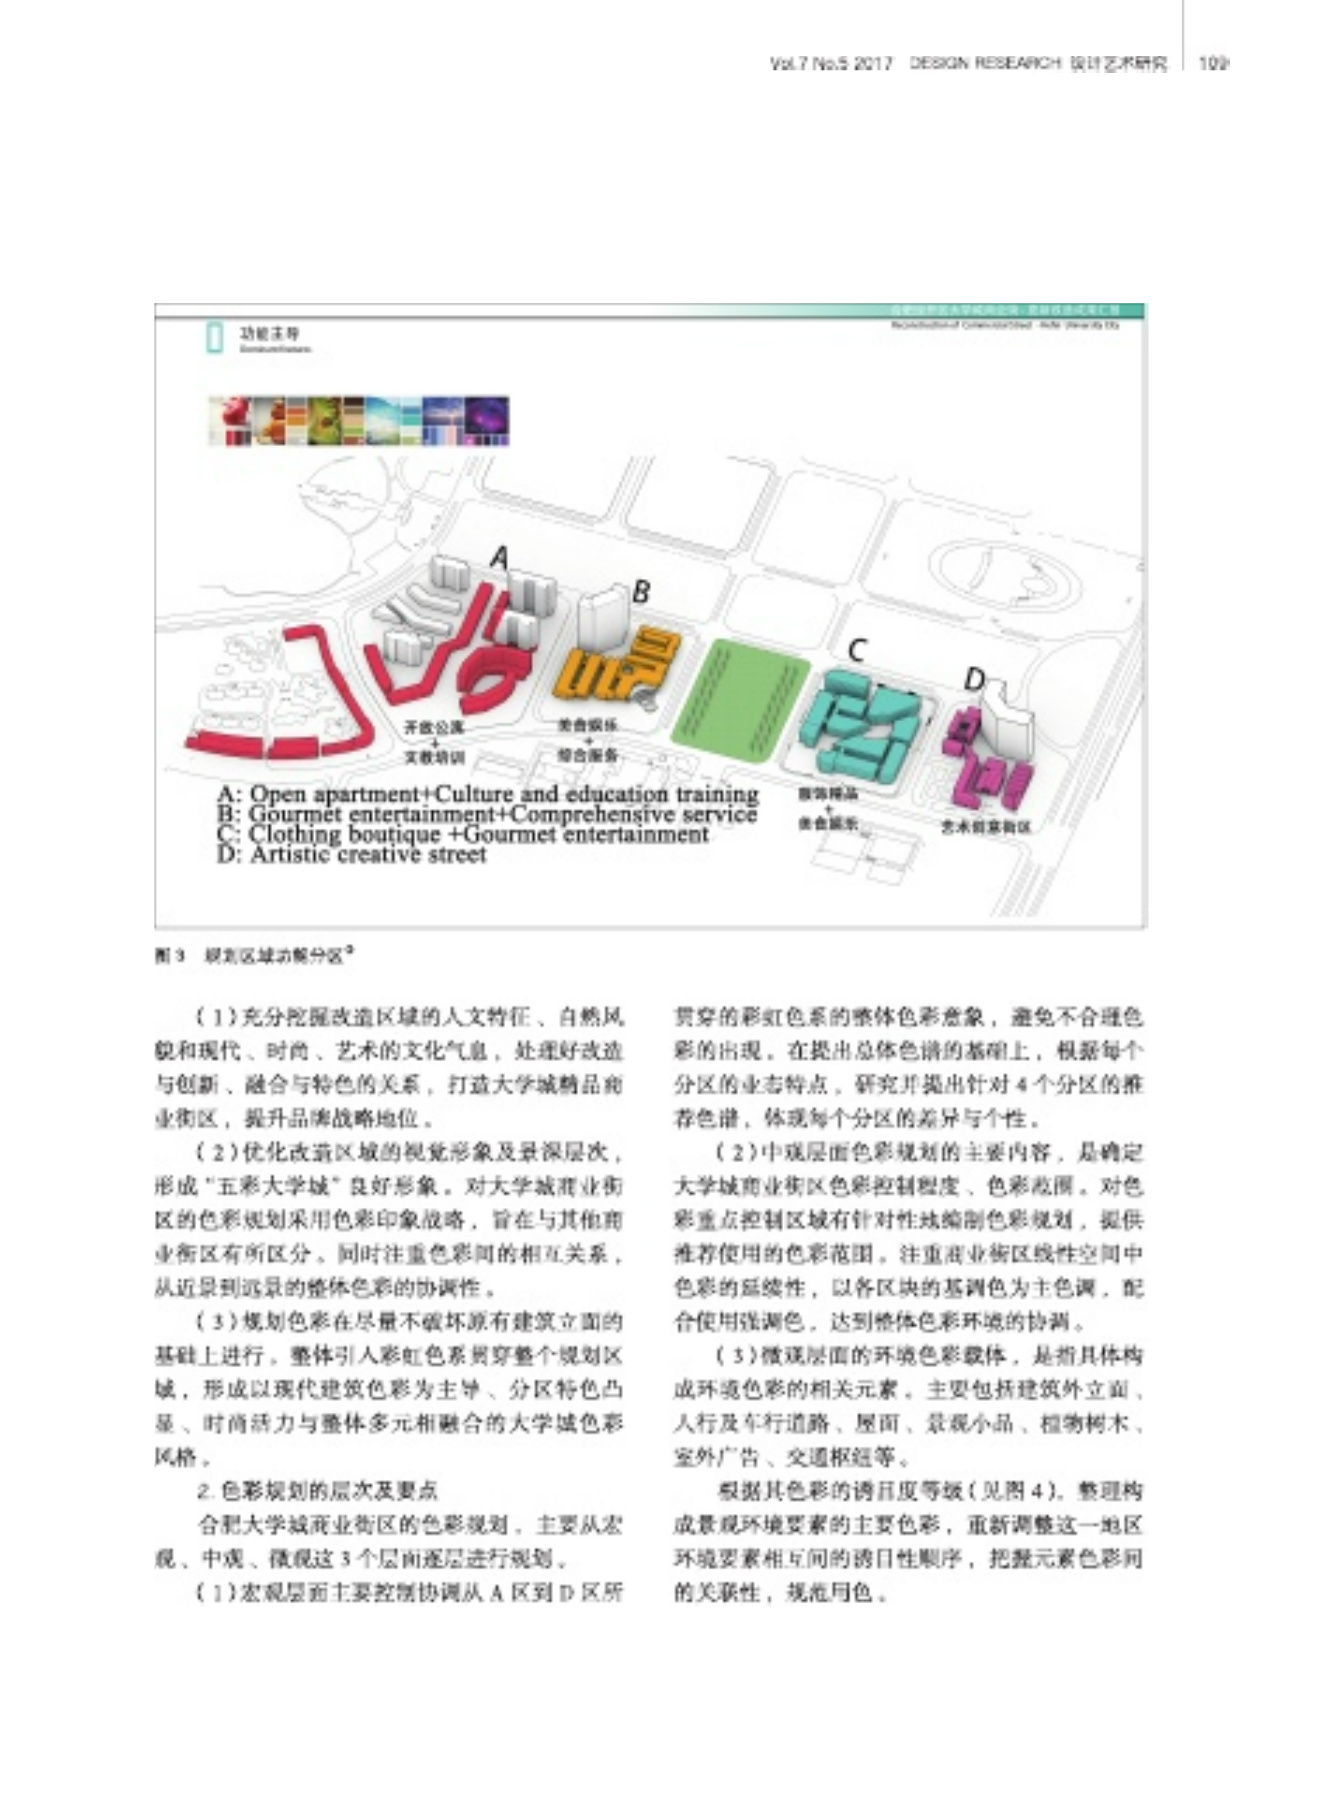 Vol.7 No.5 2017 DESIGN RESEARCH 设计艺术研究 109
Reconstruction of Commercial Street · Hefei University City
功能主导
Dominant features
A
B
C
D
开放公寓
+
文教培训
美食娱乐
+
综合服务
服饰精品
+
美食娱乐
艺术创意街区
A: Open apartment+Culture and education training
B: Gourmet entertainment+Comprehensive service
C: Clothing boutique +Gourmet entertainment
D: Artistic creative street
图 3 规划区域功能分区
(1)充分挖掘改造区域的人文特征、自然风
貌和现代、时尚、艺术的文化气息，处理好改造
与创新、融合与特色的关系，打造大学城精品商
业街区，提升品牌战略地位。
(2)优化改造区域的视觉形象及景深层次，
形成“五彩大学城”良好形象。对大学城商业街
区的色彩规划采用色彩印象战略，旨在与其他商
业街区有所区分。同时注重色彩间的相互关系，
从近景到远景的整体色彩的协调性。
(3)规划色彩在尽量不破坏原有建筑立面的
基础上进行。整体引入彩虹色系贯穿整个规划区
域，形成以现代建筑色彩为主导、分区特色凸
显、时尚活力与整体多元相融合的大学城色彩
风格。
2. 色彩规划的层次及要点
合肥大学城商业街区的色彩规划，主要从宏
观、中观、微观这 3 个层面逐层进行规划。
(1)宏观层面主要控制协调从 A 区到 D 区所
贯穿的彩虹色系的整体色彩意象，避免不合理色
彩的出现。在提出总体色谱的基础上，根据每个
分区的业态特点，研究并提出针对 4 个分区的推
荐色谱，体现每个分区的差异与个性。
(2)中观层面色彩规划的主要内容，是确定
大学城商业街区色彩控制程度、色彩范围。对色
彩重点控制区域有针对性地编制色彩规划，提供
推荐使用的色彩范围。注重商业街区线性空间中
色彩的延续性，以各区块的基调色为主色调，配
合使用强调色，达到整体色彩环境的协调。
(3)微观层面的环境色彩载体，是指具体构
成环境色彩的相关元素。主要包括建筑外立面、
人行及车行道路、屋面、景观小品、植物树木、
室外广告、交通枢纽等。
根据其色彩的诱目度等级(见图 4)，整理构
成景观环境要素的主要色彩，重新调整这一地区
环境要素相互间的诱目性顺序，把握元素色彩间
的关联性，规范用色。